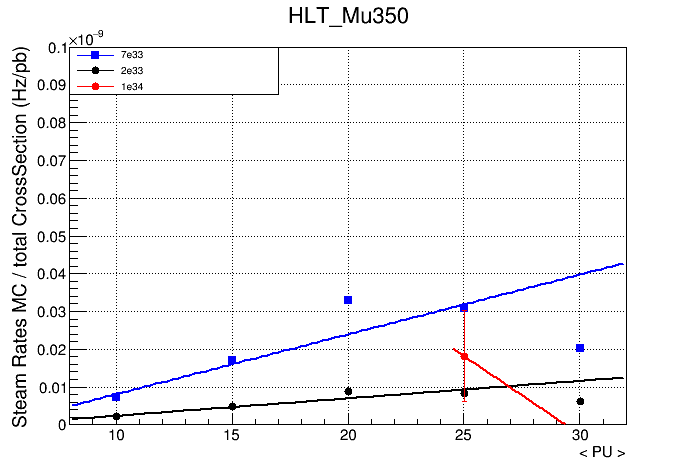 HLT_Mu350
×10⁻⁹
Steam Rates MC / total CrossSection (Hz/pb)
0.1
0.09
0.08
0.07
0.06
0.05
0.04
0.03
0.02
0.01
0
7e33
2e33
1e34
10 15 20 25 30
< PU >